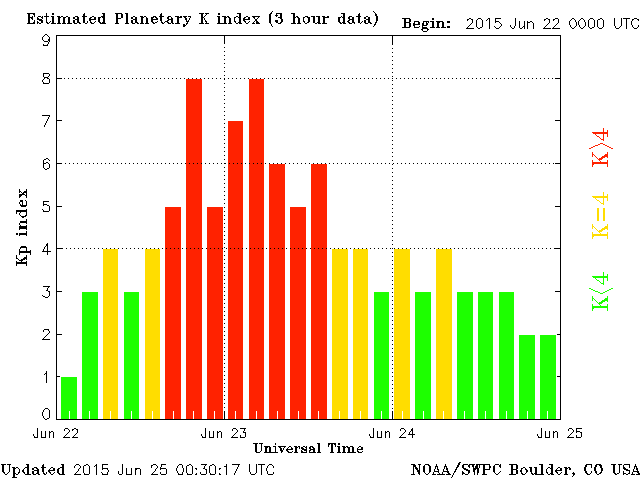 Estimated Planetary K index (3 hour data) Begin: 2015 Jun 22 0000 UTC
9
8
7
6
5
4
3
2
1
0
Kp index
K>4
K=4
K<4
Jun 22 Jun 23 Jun 24 Jun 25
Universal Time
Updated 2015 Jun 25 00:30:17 UTC NOAA/SWPC Boulder, CO USA